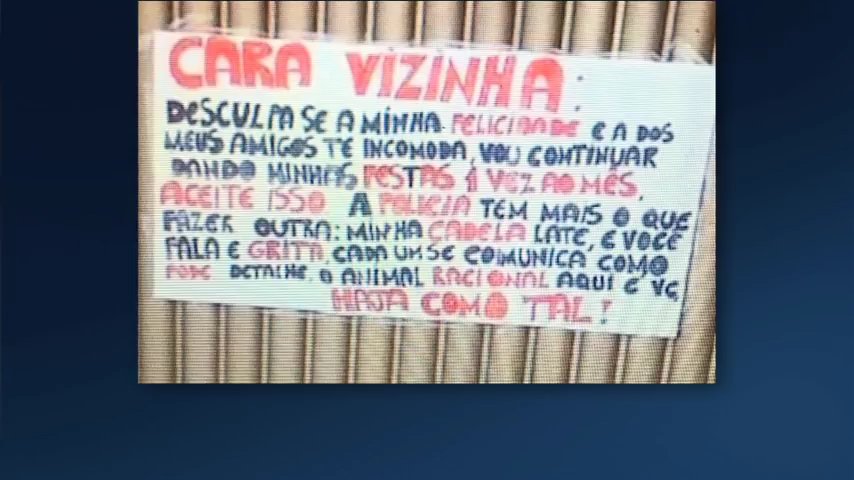 CARA VIZINHA:
DESCULPA SE A MINHA FELICIDADE E A DOS
MEUS AMIGOS TE INCOMODA, VOU CONTINUAR
DANDO MINHAS FESTAS 1 VEZ AO MÊS,
ACEITE ISSO A POLICIA TEM MAIS O QUE
FAZER OUTRA: MINHA CADELA LATE, E VOCÊ
FALA E GRITA, CADA UM SE COMUNICA COMO
PODE DETALHE, O ANIMAL RACIONAL AQUI É VC,
HAJA COMO TAL!